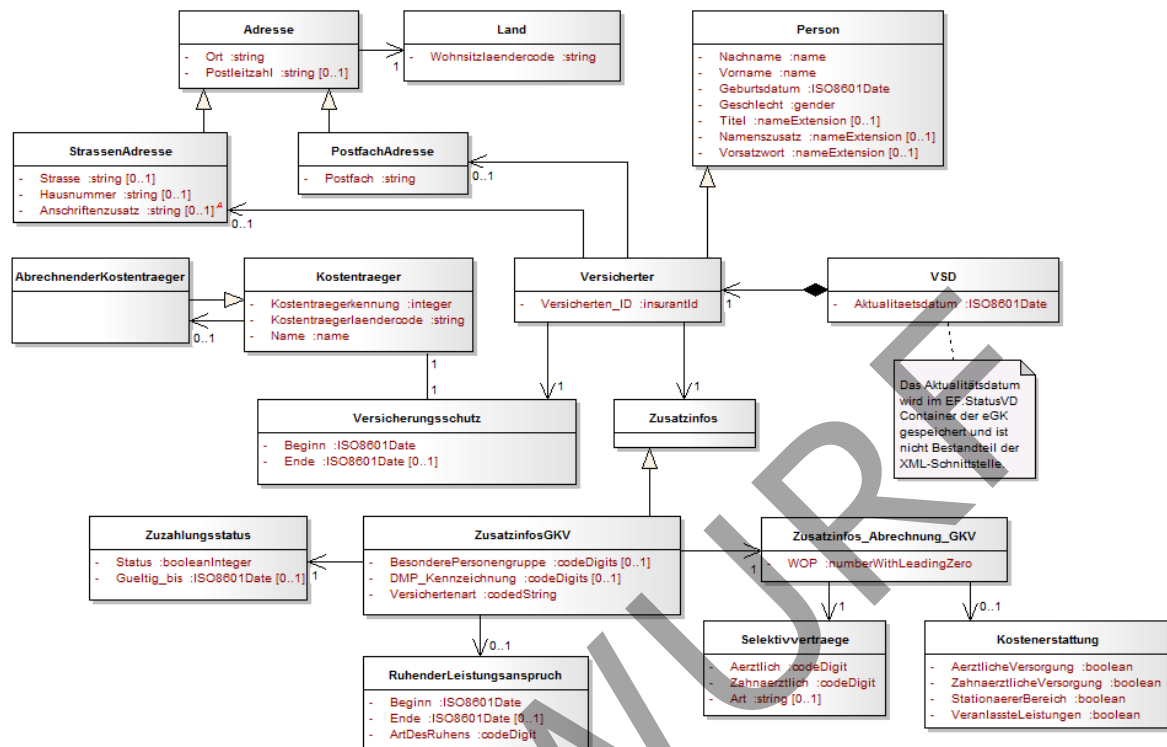 Adresse
- Ort :string
- Postleitzahl :string [0..1]
1
Land
- Wohnsitzlaendercode :string
Person
- Nachname :name
- Vorname :name
- Geburtsdatum :ISO8601Date
- Geschlecht :gender
- Titel :nameExtension [0..1]
- Namenszusatz :nameExtension [0..1]
- Vorsatzwort :nameExtension [0..1]
StrassenAdresse
- Strasse :string [0..1]
- Hausnummer :string [0..1]
- Anschriftenzusatz :string [0..1] A
0..1
PostfachAdresse
- Postfach :string
0..1
AbrechnenderKostentraeger
0..1
Kostentraeger
- Kostentraegerkennung :integer
- Kostentraegerlaendercode :string
- Name :name
1
1
Versicherter
- Versicherten_ID :insurantId
1
VSD
- Aktualitaetsdatum :ISO8601Date
Das Aktualitätsdatum
wird im EF.StatusVD
Container der eGK
gespeichert und ist
nicht Bestandteil der
XML-Schnittstelle.
Versicherungsschutz
- Beginn :ISO8601Date
- Ende :ISO8601Date [0..1]
1
1
Zusatzinfos
Zuzahlungsstatus
- Status :booleanInteger
- Gueltig_bis :ISO8601Date [0..1]
1
ZusatzinfosGKV
- BesonderePersonengruppe :codeDigits [0..1]
- DMP_Kennzeichnung :codeDigits [0..1]
- Versichertenart :codedString
1
Zusatzinfos_Abrechnung_GKV
- WOP :numberWithLeadingZero
0..1
1
0..1
RuhenderLeistungsanspruch
- Beginn :ISO8601Date
- Ende :ISO8601Date [0..1]
- ArtDesRuhens :codeDigit
Selektivvertraege
- Aerztlich :codeDigit
- Zahnaerztlich :codeDigit
- Art :string [0..1]
Kostenerstattung
- AerztlicheVersorgung :boolean
- ZahnaerztlicheVersorgung :boolean
- StationaererBereich :boolean
- VeranlassteLeistungen :boolean